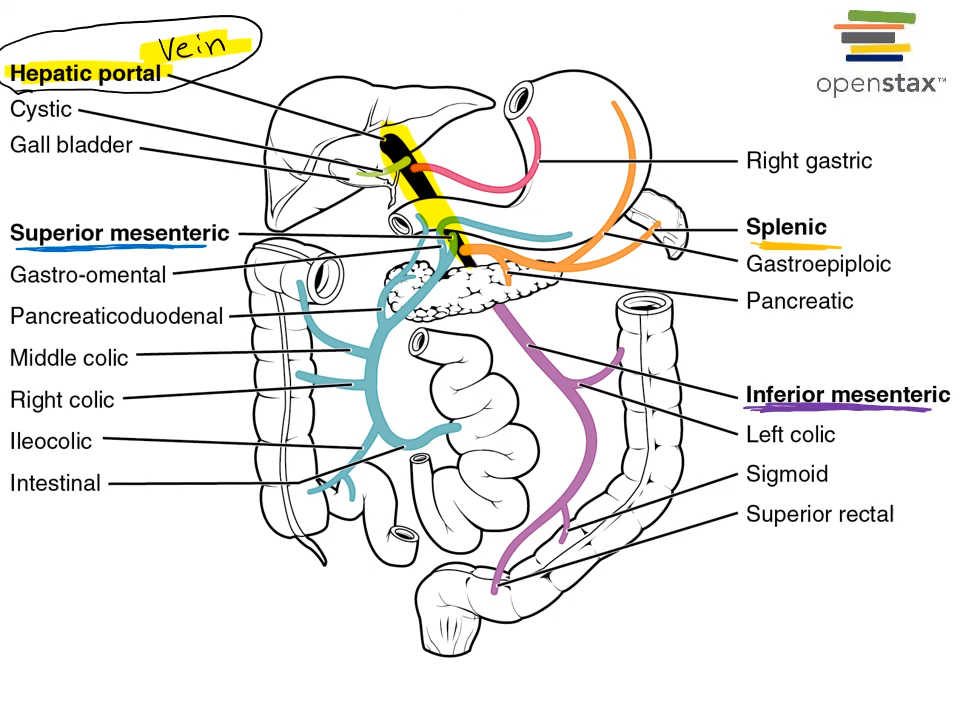 Vein
Hepatic portal
Cystic
Gall bladder
Superior mesenteric
Gastro-omental
Pancreaticoduodenal
Middle colic
Right colic
Ileocolic
Intestinal
openstax™
Right gastric
Splenic
Gastroepiploic
Pancreatic
Inferior mesenteric
Left colic
Sigmoid
Superior rectal